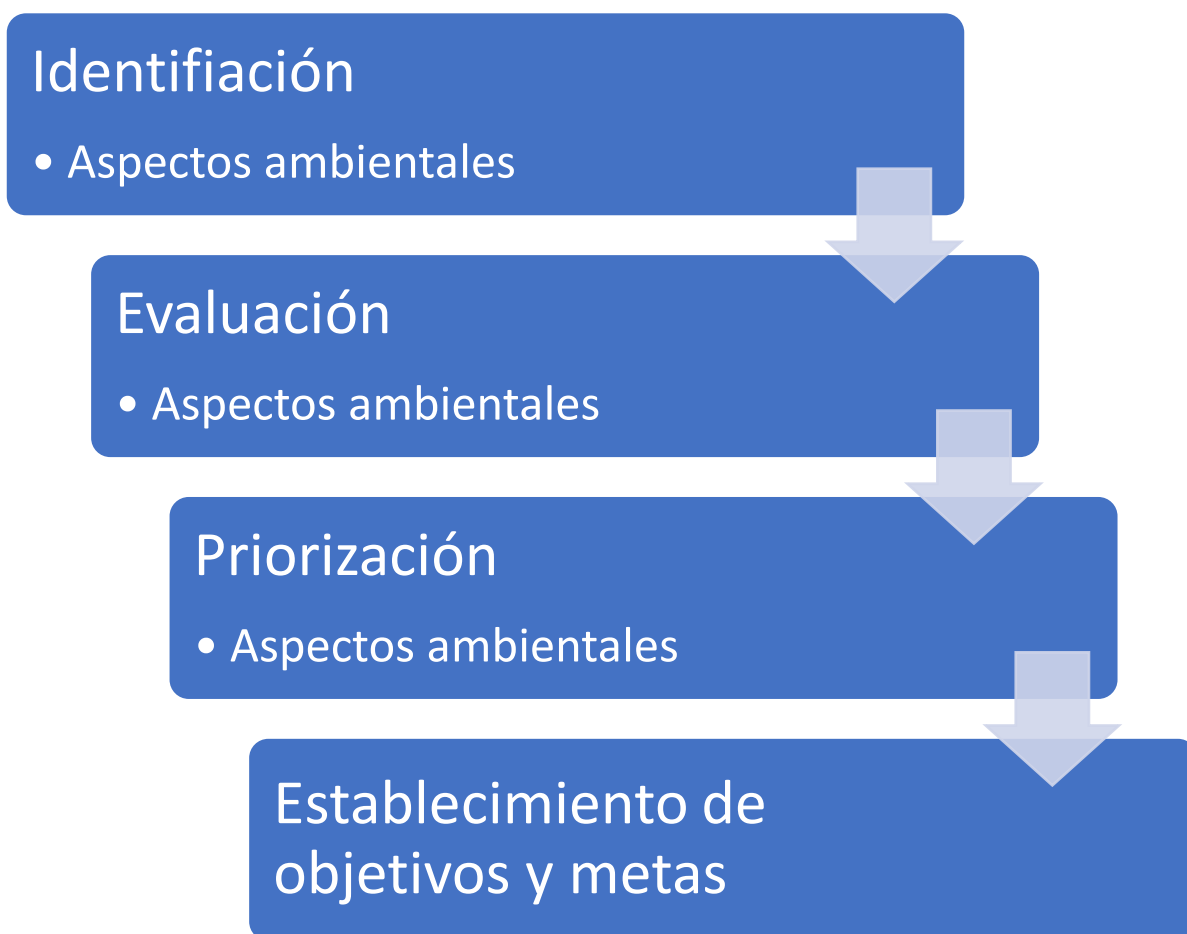 Identifiación
• Aspectos ambientales
Evaluación
• Aspectos ambientales
Priorización
• Aspectos ambientales
Establecimiento de
objetivos y metas